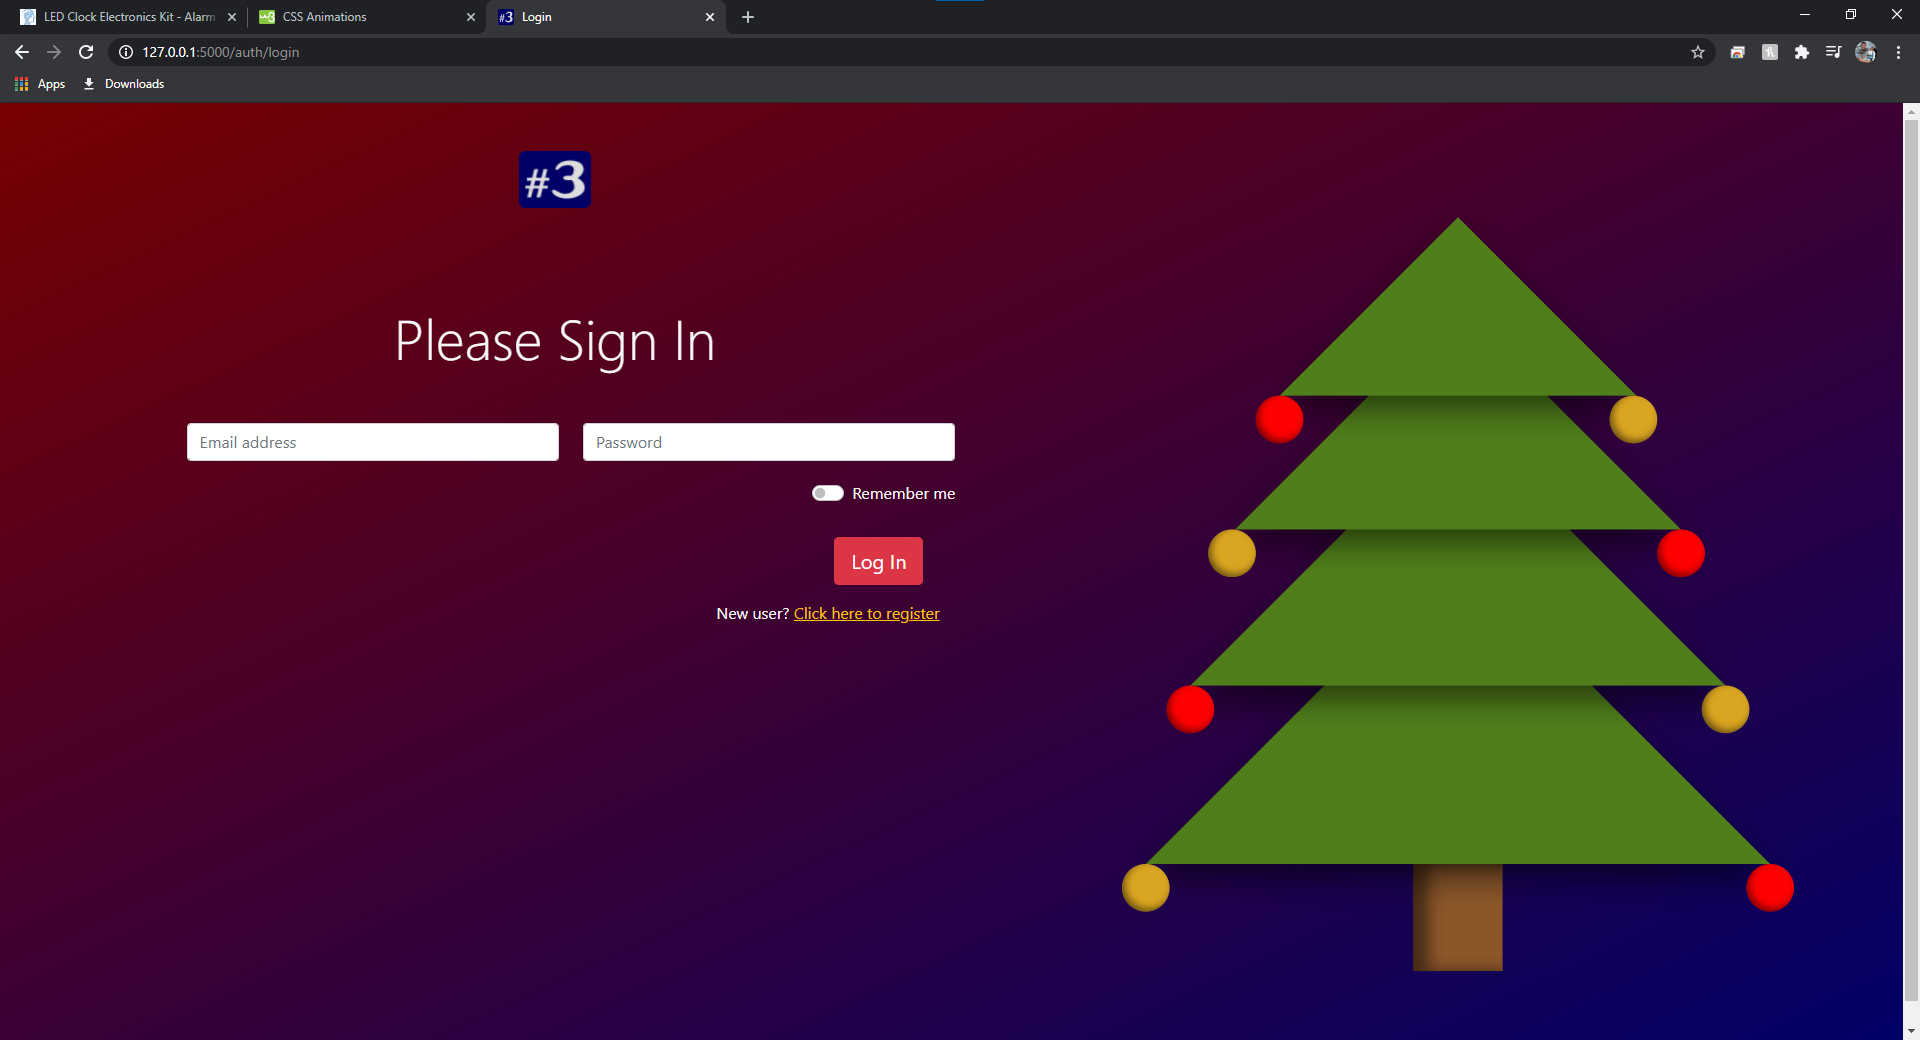 LED Clock Electronics Kit - Alarm
CSS Animations
#3 Login
127.0.0.1:5000/auth/login
Apps
Downloads
#3
Please Sign In
Email address
Password
Remember me
Log In
New user? Click here to register